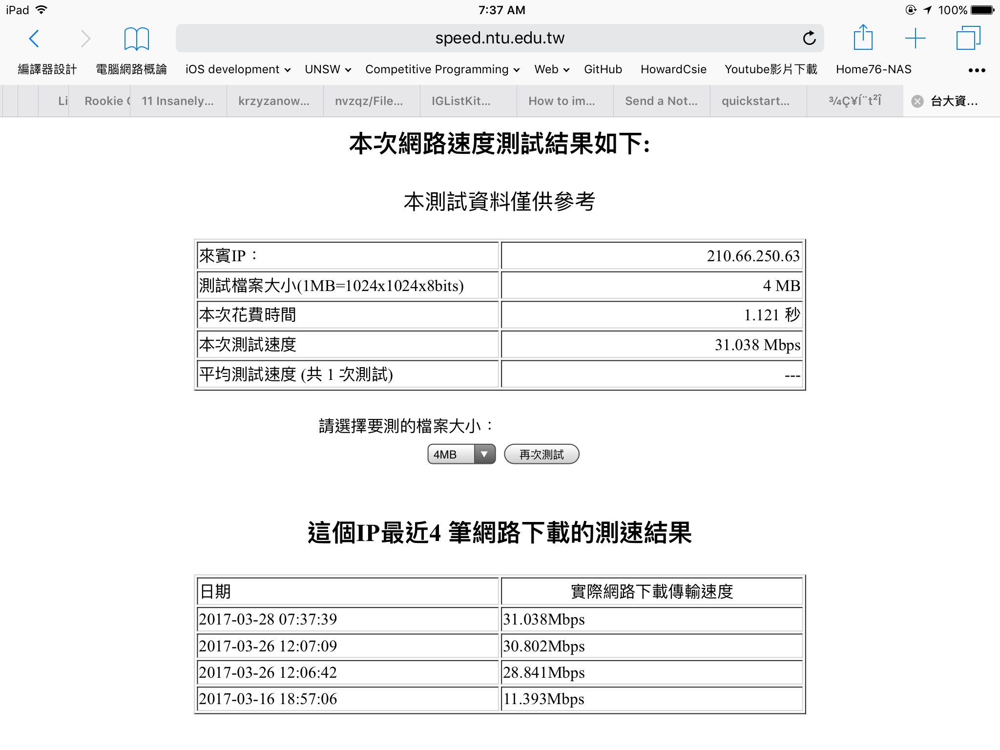 iPad 7:37 AM 100%
speed.ntu.edu.tw
編譯器設計 電腦網路概論 iOS development UNSW Competitive Programming Web GitHub HowardCsie Youtube影片下載 Home76-NAS
Li Rookie 11 Insanely... krzyzanow... nvzqz/File... IGListKit... How to im... Send a Not... quickstart... ¾Ç¥Í¨t²Î 台大資...
本次網路速度測試結果如下:
本測試資料僅供參考
來賓IP： 210.66.250.63
測試檔案大小(1MB=1024x1024x8bits) 4 MB
本次花費時間 1.121 秒
本次測試速度 31.038 Mbps
平均測試速度 (共 1 次測試) ---
請選擇要測的檔案大小：
4MB 再次測試
這個IP最近4 筆網路下載的測速結果
日期 實際網路下載傳輸速度
2017-03-28 07:37:39 31.038Mbps
2017-03-26 12:07:09 30.802Mbps
2017-03-26 12:06:42 28.841Mbps
2017-03-16 18:57:06 11.393Mbps